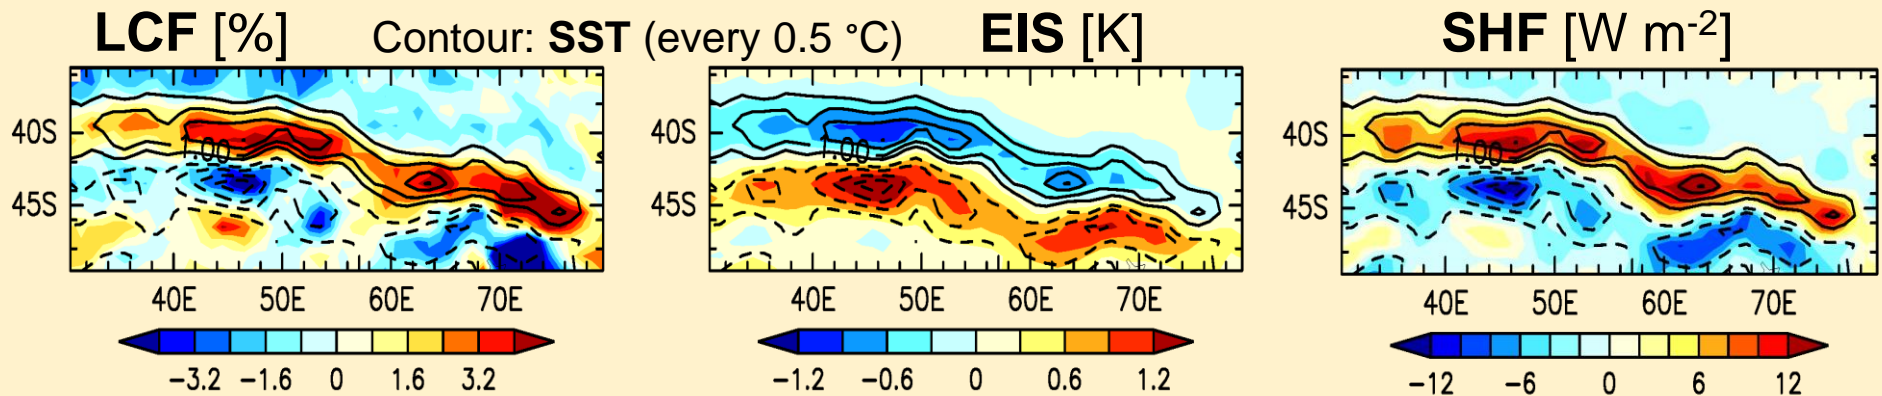 LCF [%] Contour: SST (every 0.5 °C) EIS [K] SHF [W m-2]
40S 1.00 40S 1.00 40S 1.00
45S 45S 45S
40E 50E 60E 70E 40E 50E 60E 70E 40E 50E 60E 70E
−3.2 −1.6 0 1.6 3.2 −1.2 −0.6 0 0.6 1.2 −12 −6 0 6 12